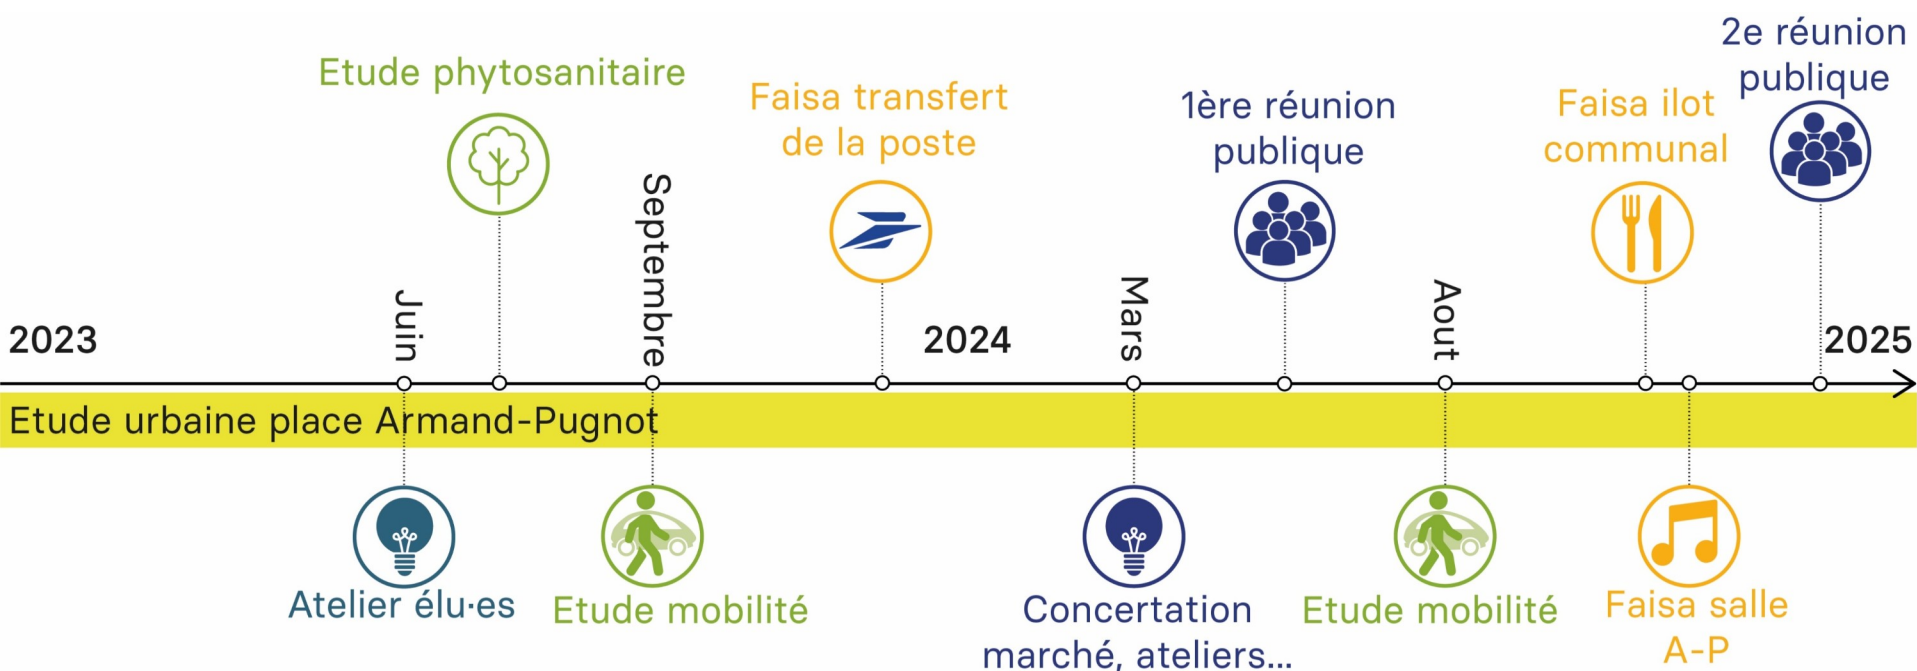 2e réunion
publique
Etude phytosanitaire
Faisa transfert
de la poste
1ère réunion
publique
Faisa ilot
communal
2023
Juin
Septembre
2024
Mars
Aout
2025
Etude urbaine place Armand-Pugnot
Atelier élu·es
Etude mobilité
Concertation
marché, ateliers...
Etude mobilité
Faisa salle
A-P